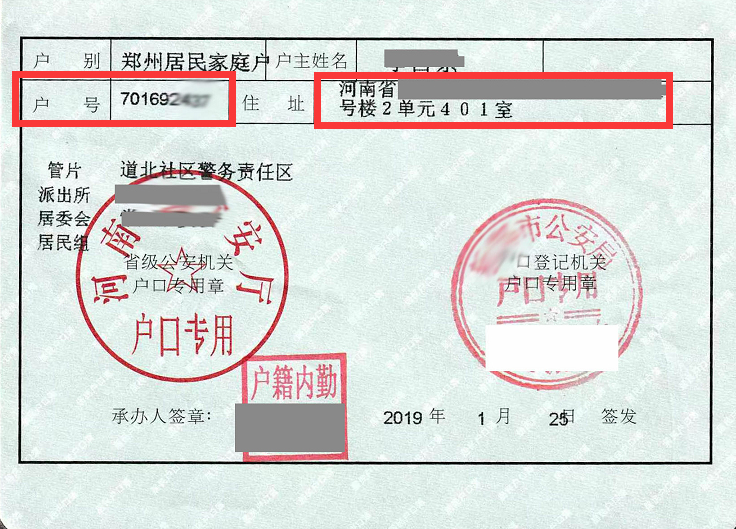 户 别 郑州居民家庭户 户主姓名
户 号 701692 住 址 河南省
号楼2单元401室
管片 道北社区警务责任区
派出所
居委会
居民组
河南 安厅
省级公安机关
户口专用章
户口专用
市公安局
口登记机关
户口专用章
户口专用
户籍内勤
承办人签章: 2019 年 1 月 25日 签发